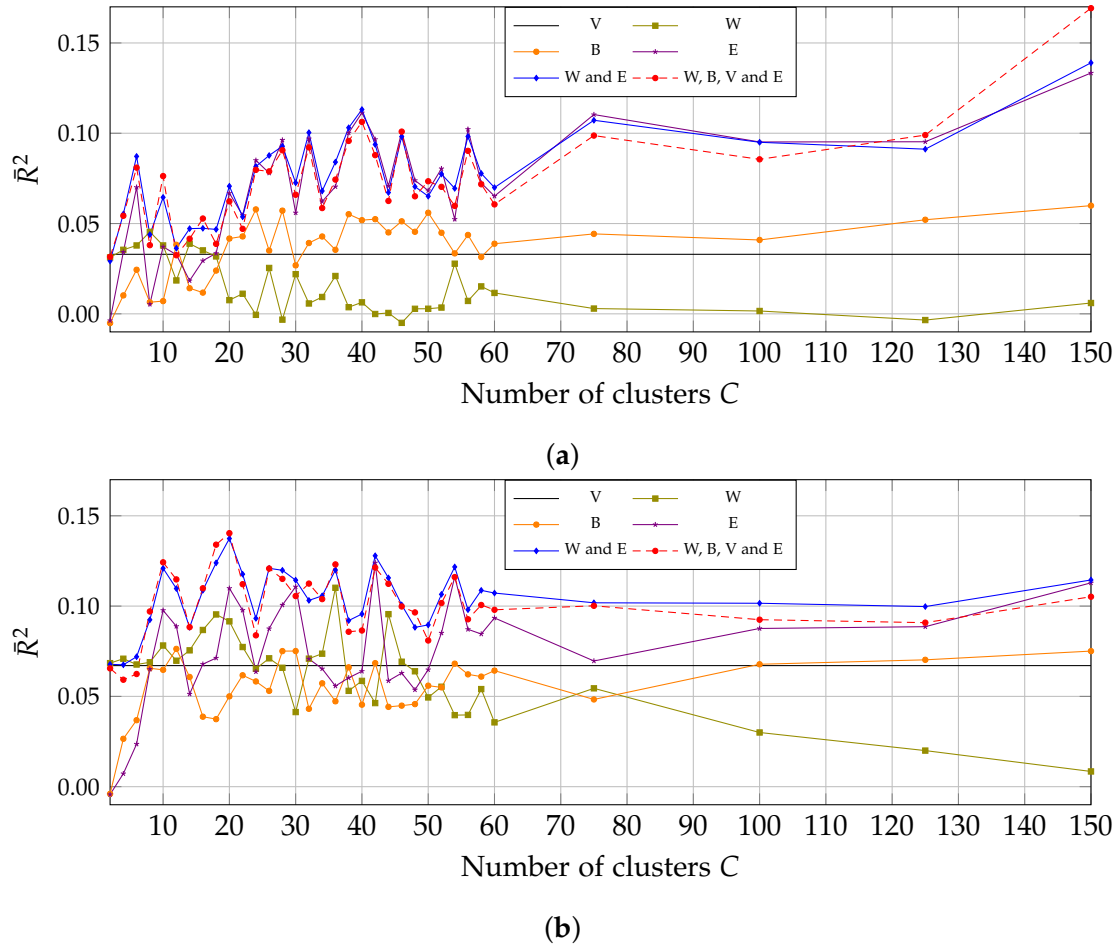 0.15
0.10
0.05
0.00
R̄²
V W
B E
W and E W, B, V and E
10 20 30 40 50 60 70 80 90 100 110 120 130 140 150
Number of clusters C
(a)
0.15
0.10
0.05
0.00
R̄²
V W
B E
W and E W, B, V and E
10 20 30 40 50 60 70 80 90 100 110 120 130 140 150
Number of clusters C
(b)